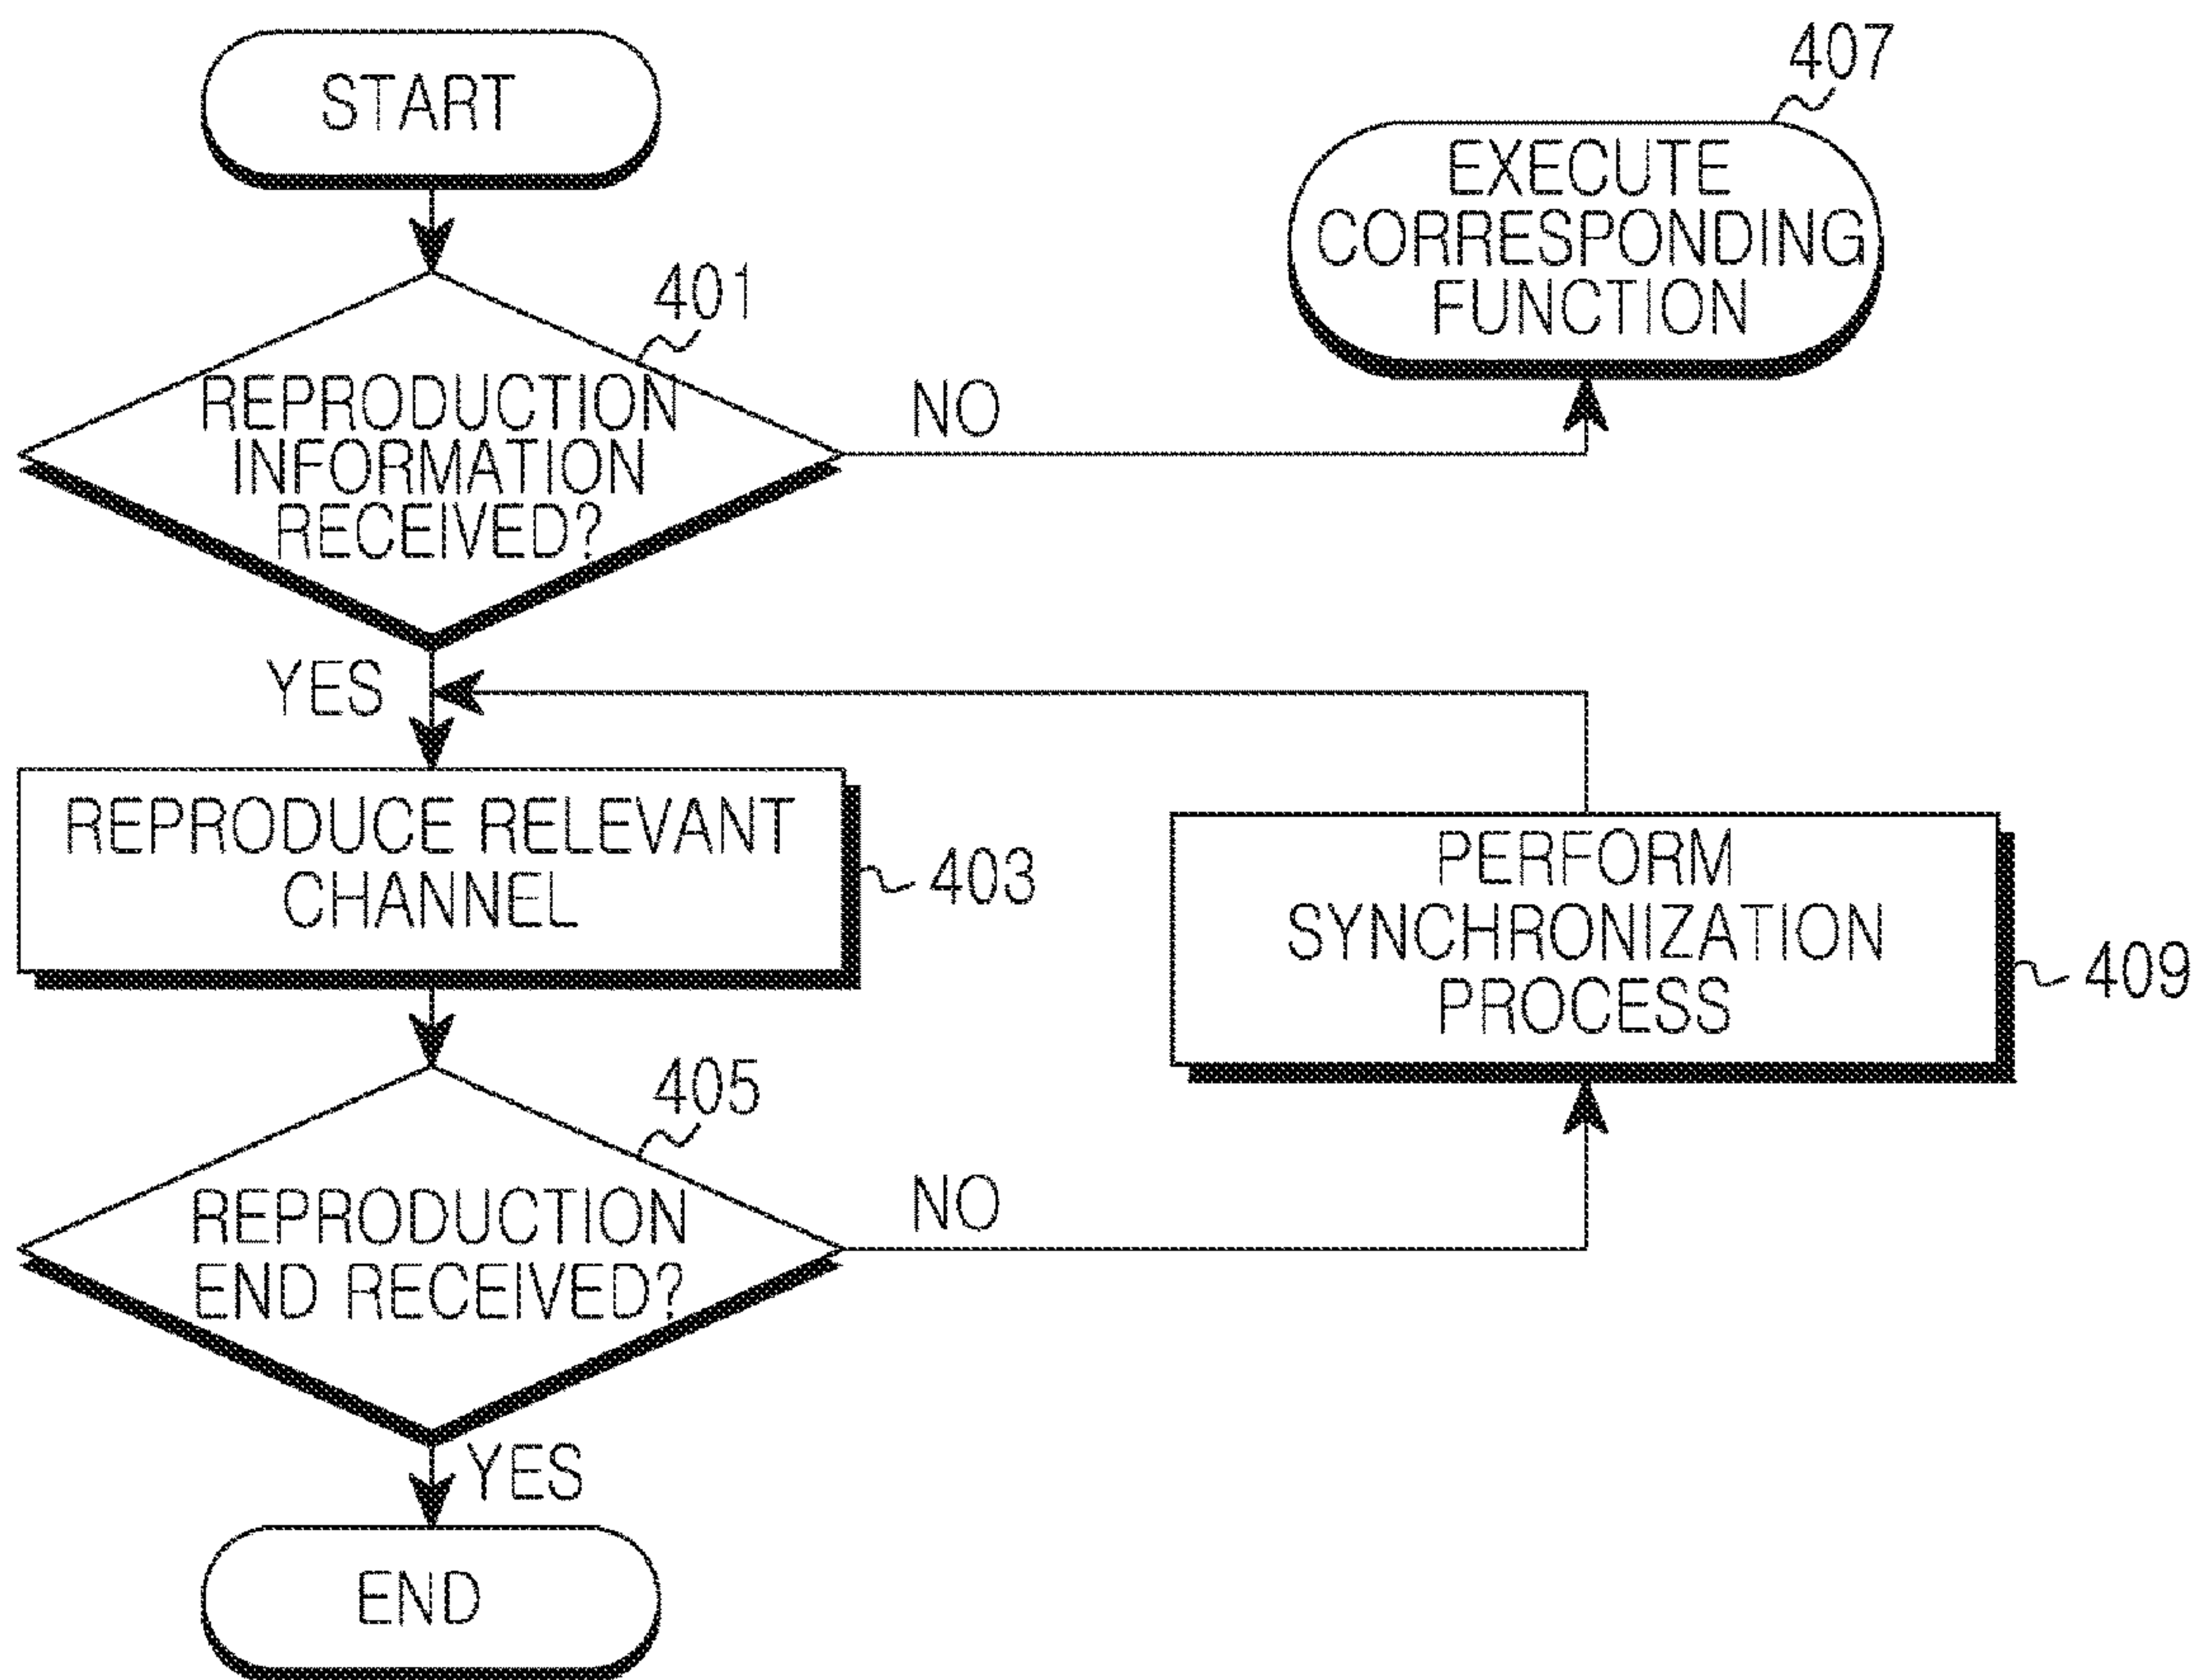 START
407
EXECUTE
CORRESPONDING
FUNCTION
401
REPRODUCTION
INFORMATION
RECEIVED?
NO
YES
REPRODUCE RELEVANT
CHANNEL
403
PERFORM
SYNCHRONIZATION
PROCESS
409
405
REPRODUCTION
END RECEIVED?
NO
YES
END